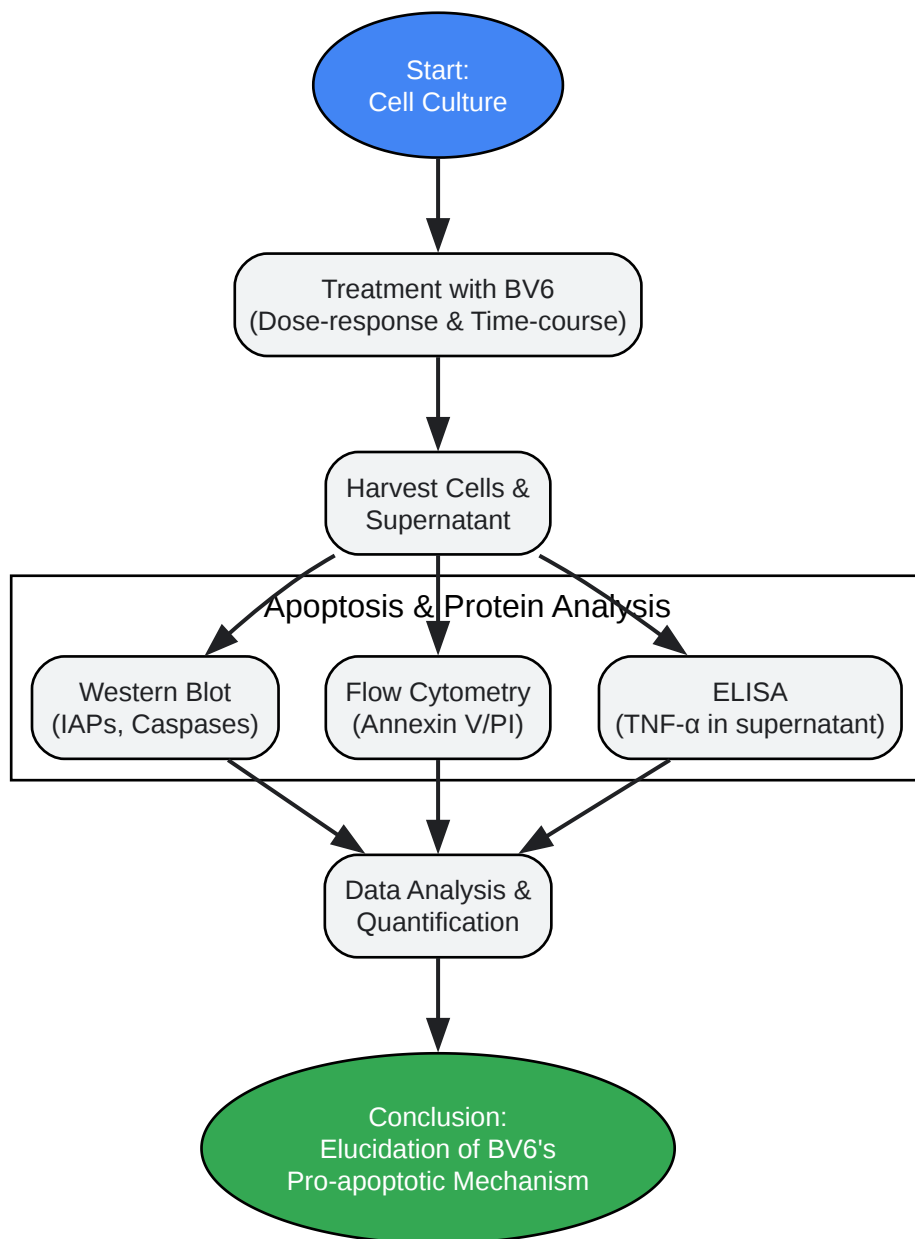 Start:
Cell Culture
Treatment with BV6
(Dose-response & Time-course)
Harvest Cells &
Supernatant
Apoptosis & Protein Analysis
Western Blot
(IAPs, Caspases)
Flow Cytometry
(Annexin V/PI)
ELISA
(TNF-α in supernatant)
Data Analysis &
Quantification
Conclusion:
Elucidation of BV6's
Pro-apoptotic Mechanism